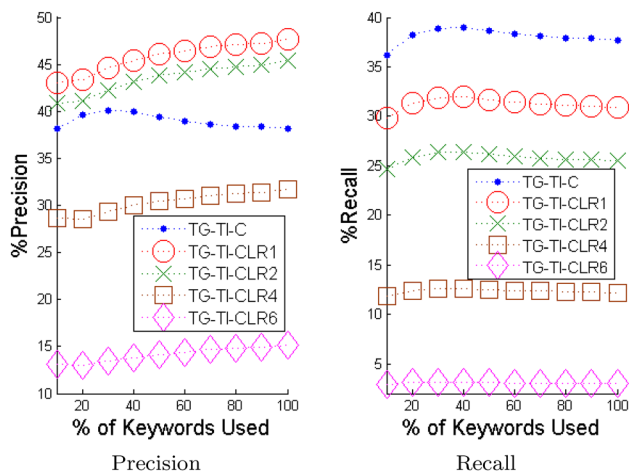 %Precision
50
45
40
35
30
25
20
15
10
20 40 60 80 100
% of Keywords Used
TG-TI-C
TG-TI-CLR1
TG-TI-CLR2
TG-TI-CLR4
TG-TI-CLR6
Precision
%Recall
40
35
30
25
20
15
10
5
20 40 60 80 100
% of Keywords Used
TG-TI-C
TG-TI-CLR1
TG-TI-CLR2
TG-TI-CLR4
TG-TI-CLR6
Recall